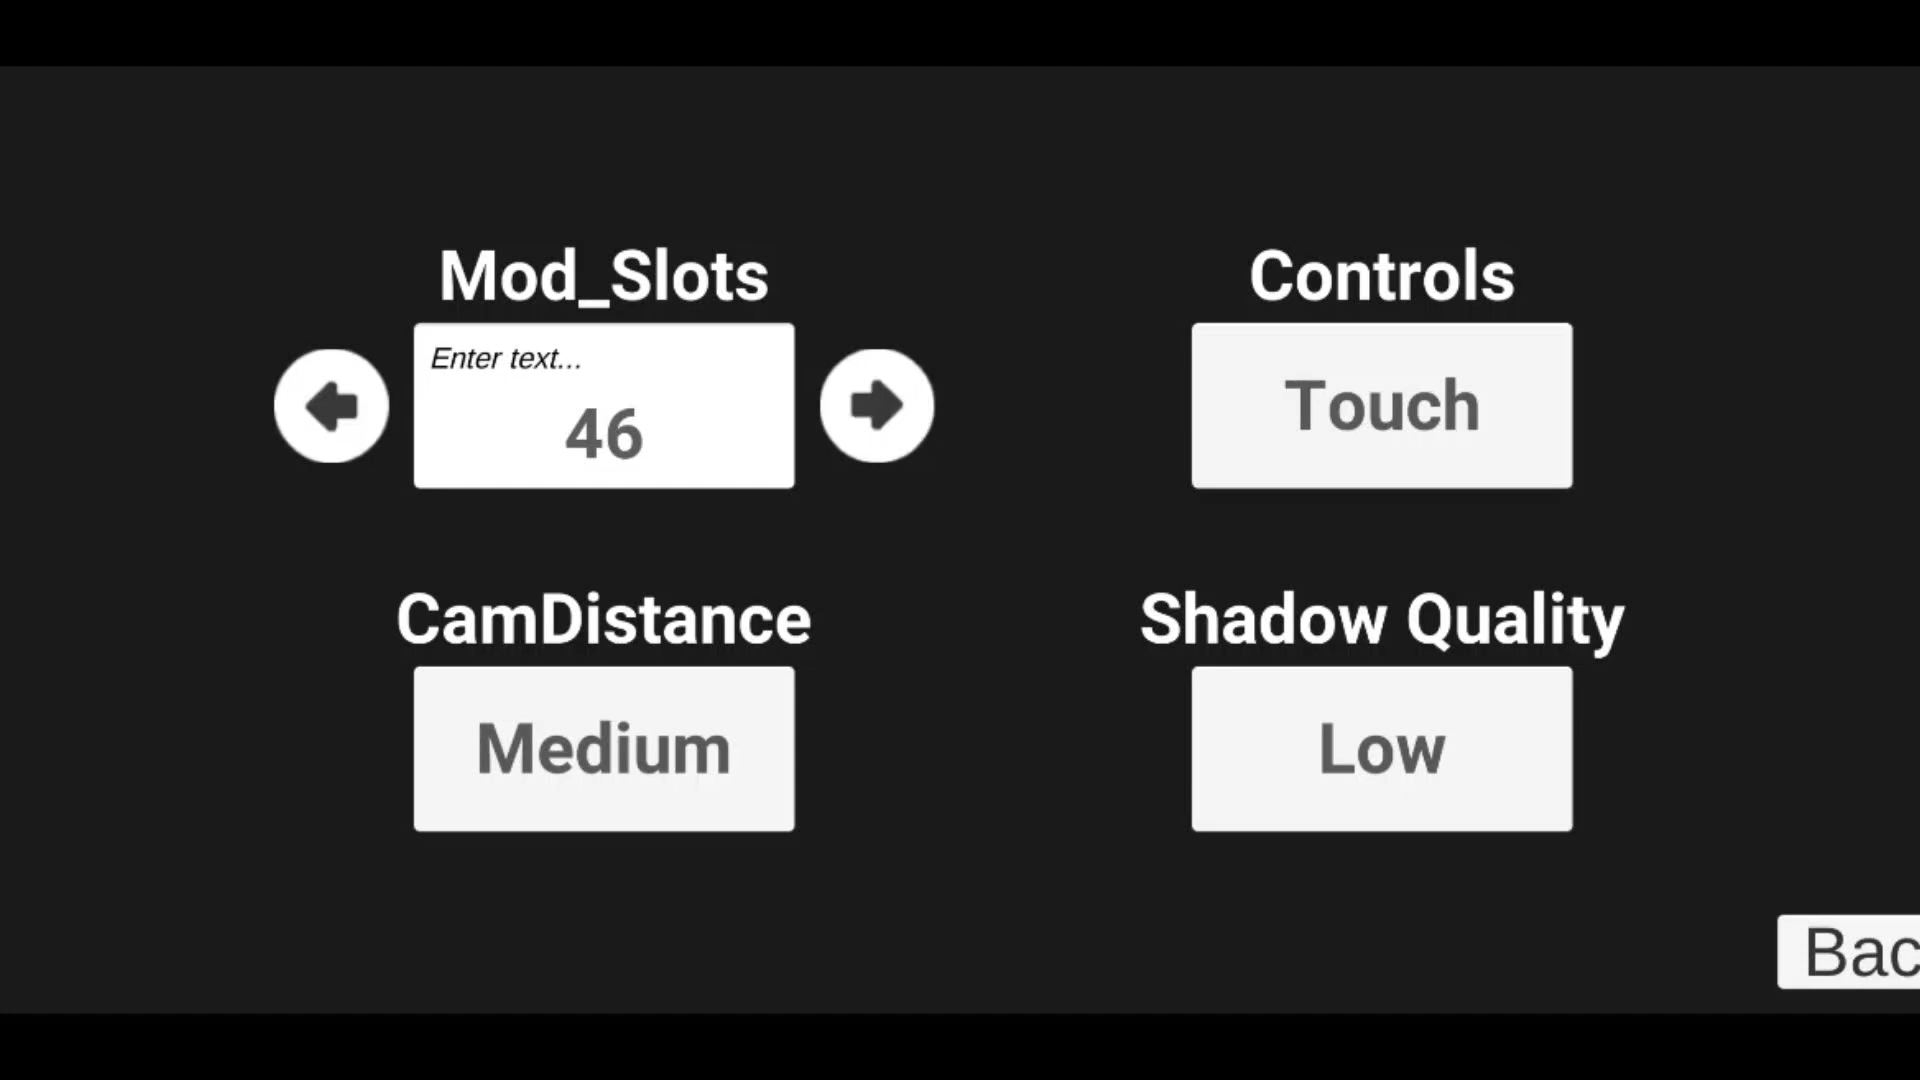 Mod_Slots
Enter text...
46
Controls
Touch
CamDistance
Medium
Shadow Quality
Low
Bac